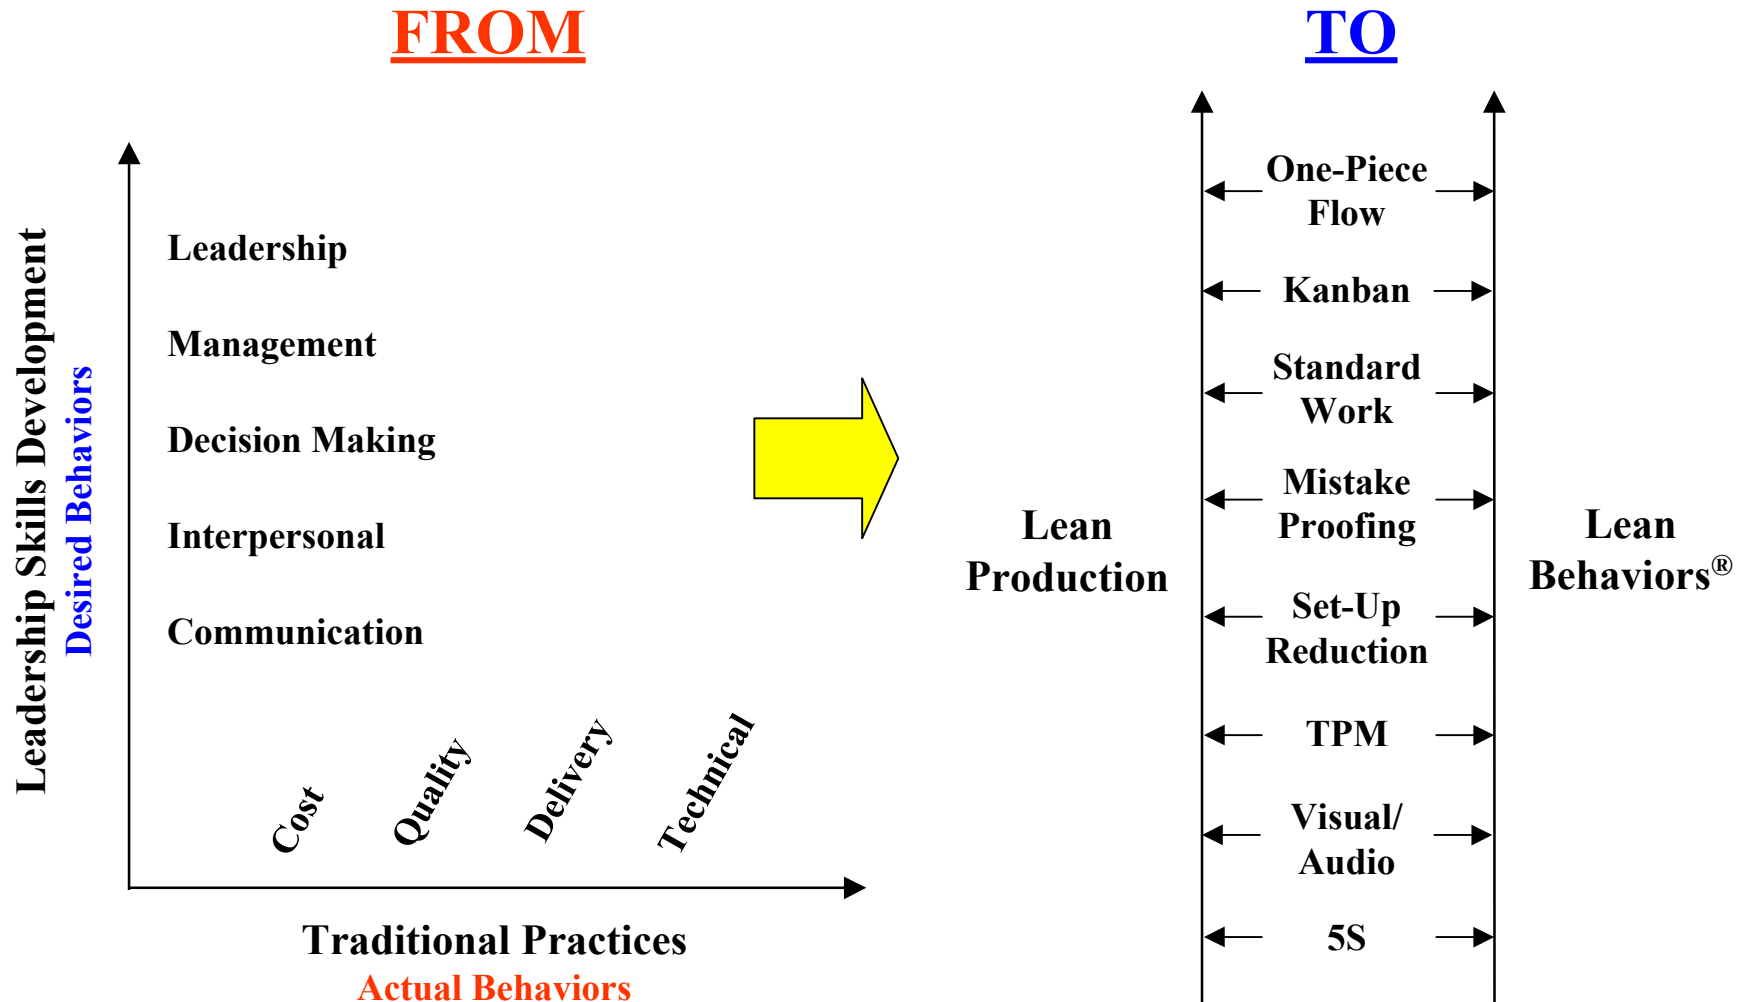 FROM
TO
Leadership Skills Development
Desired Behaviors
Leadership
Management
Decision Making
Interpersonal
Communication
Cost
Quality
Delivery
Technical
Traditional Practices
Actual Behaviors
Lean
Production
One-Piece
Flow
Kanban
Standard
Work
Mistake
Proofing
Set-Up
Reduction
TPM
Visual/
Audio
5S
Lean
Behaviors®